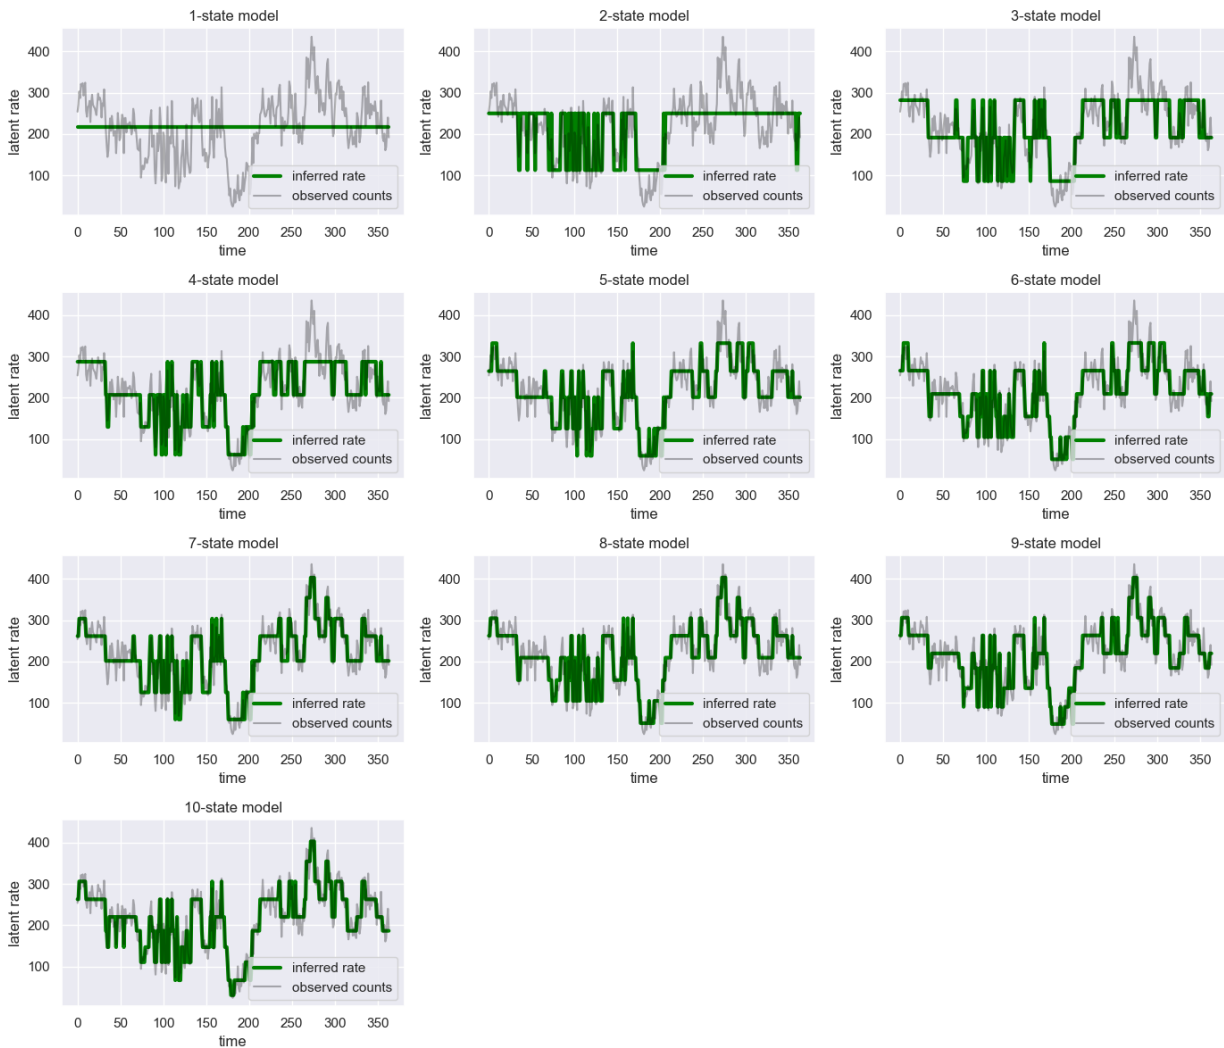 1-state model
2-state model
3-state model
latent rate
400
300
200
100
inferred rate
observed counts
0 50 100 150 200 250 300 350
time
latent rate
400
300
200
100
inferred rate
observed counts
0 50 100 150 200 250 300 350
time
latent rate
400
300
200
100
inferred rate
observed counts
0 50 100 150 200 250 300 350
time
4-state model
5-state model
6-state model
latent rate
400
300
200
100
inferred rate
observed counts
0 50 100 150 200 250 300 350
time
latent rate
400
300
200
100
inferred rate
observed counts
0 50 100 150 200 250 300 350
time
latent rate
400
300
200
100
inferred rate
observed counts
0 50 100 150 200 250 300 350
time
7-state model
8-state model
9-state model
latent rate
400
300
200
100
inferred rate
observed counts
0 50 100 150 200 250 300 350
time
latent rate
400
300
200
100
inferred rate
observed counts
0 50 100 150 200 250 300 350
time
latent rate
400
300
200
100
inferred rate
observed counts
0 50 100 150 200 250 300 350
time
10-state model
latent rate
400
300
200
100
inferred rate
observed counts
0 50 100 150 200 250 300 350
time